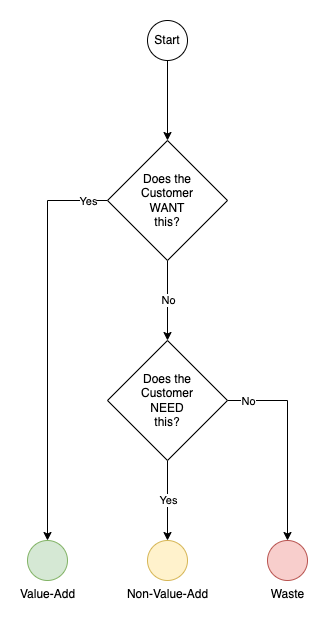 Start
Does the
Customer
WANT
this?
Yes
No
Does the
Customer
NEED
this?
No
Yes
Value-Add
Non-Value-Add
Waste